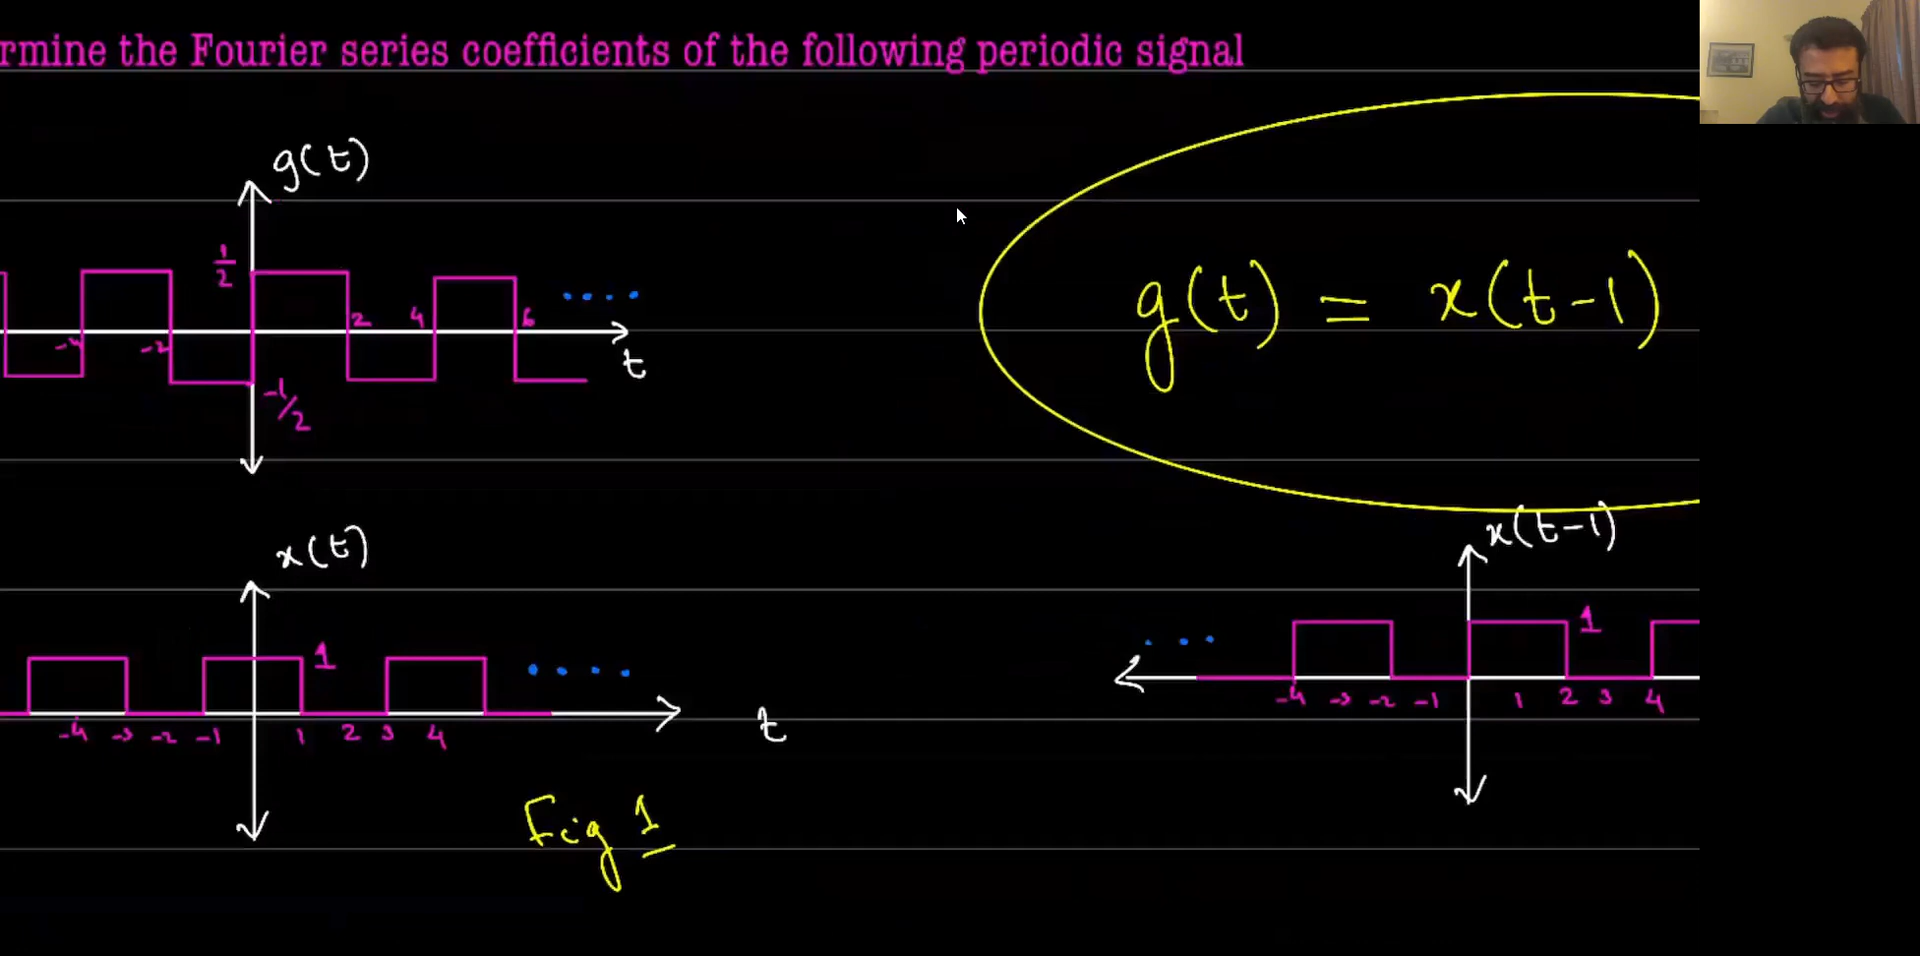 rmine the Fourier series coefficients of the following periodic signal
g(t)
1/2
-4 -2 2 4 6
t
-1/2
g(t) = x(t-1)
x(t)
1
-4 -3 -2 -1 1 2 3 4
t
Fig 1
x(t-1)
1
-4 -3 -2 -1 1 2 3 4